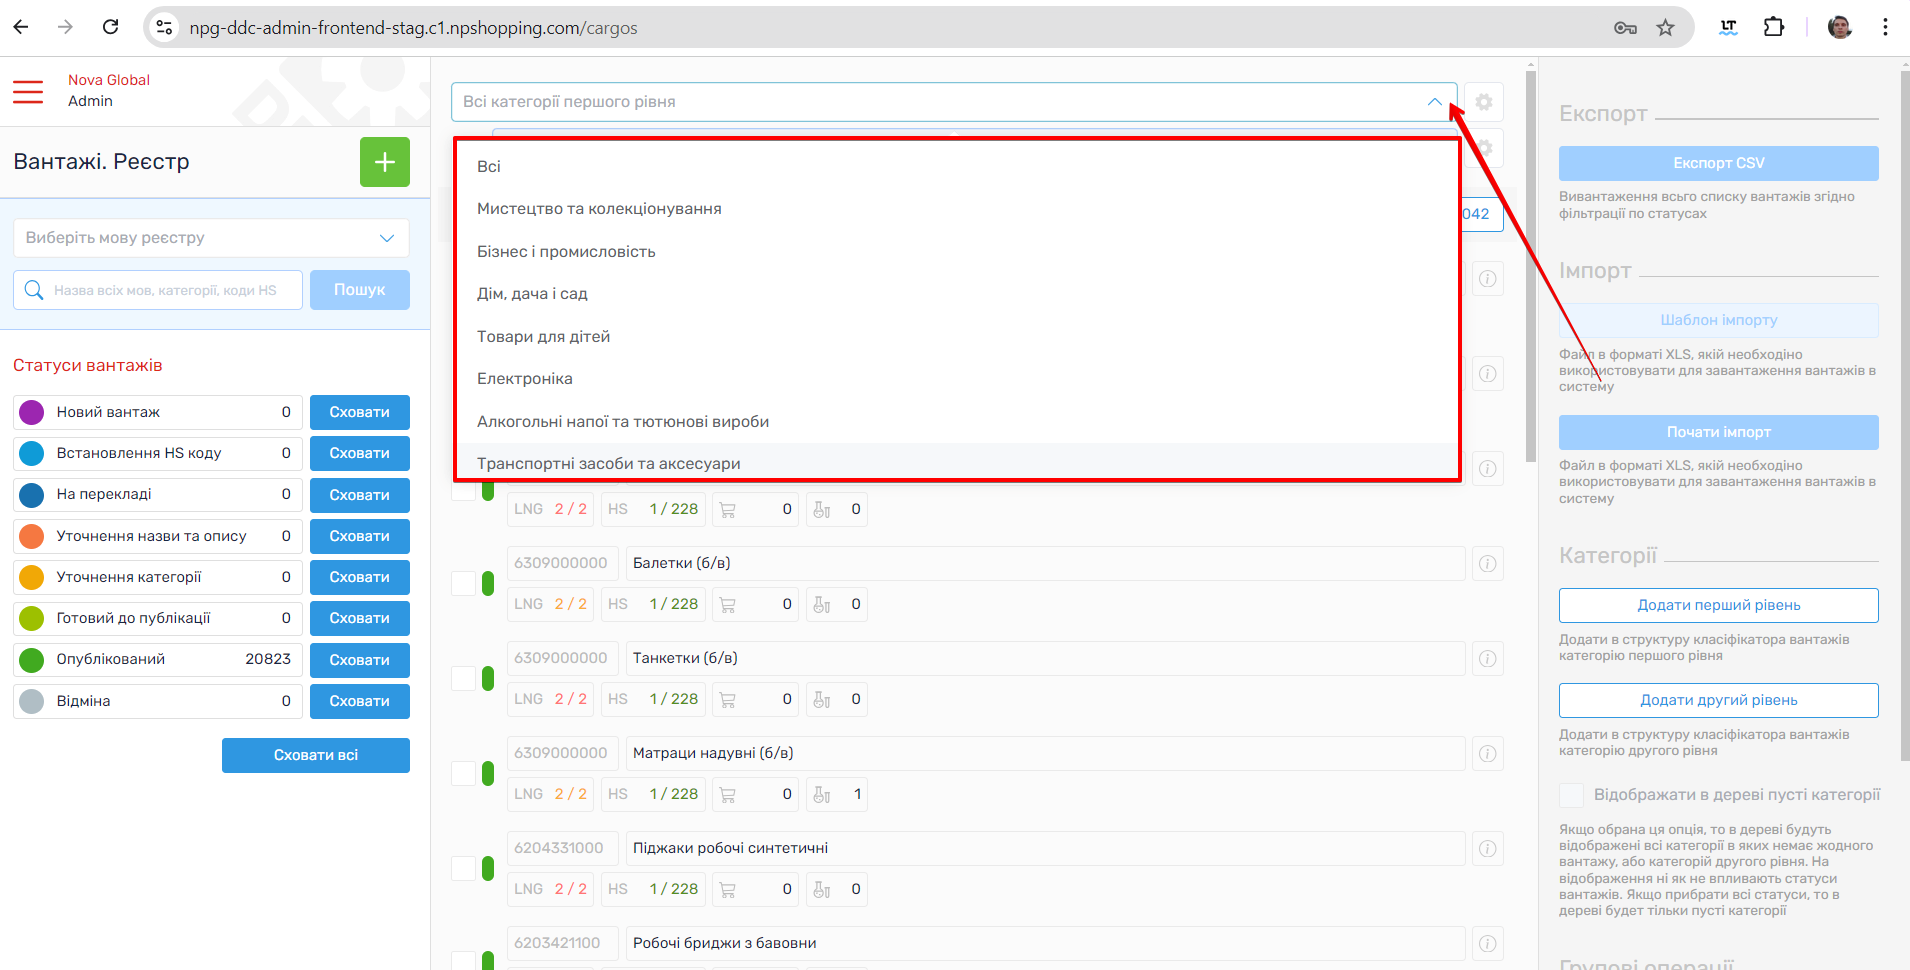 npg-ddc-admin-frontend-stag.c1.npshopping.com/cargos
Nova Global
Admin
Вантажі. Реєстр
Виберіть мову реєстру
Назва всіх мов, категорії, коди HS
Пошук
Статуси вантажів
Новий вантаж 0 Сховати
Встановлення HS коду 0 Сховати
На перекладі 0 Сховати
Уточнення назви та опису 0 Сховати
Уточнення категорії 0 Сховати
Готовий до публікації 0 Сховати
Опублікований 20823 Сховати
Відміна 0 Сховати
Сховати всі
Всі категорії першого рівня
Всі
Мистецтво та колекціонування
Бізнес і промисловість
Дім, дача і сад
Товари для дітей
Електроніка
Алкогольні напої та тютюнові вироби
Транспортні засоби та аксесуари
042
LNG 2 / 2 HS 1 / 228 0 0
6309000000 Балетки (б/в)
LNG 2 / 2 HS 1 / 228 0 0
6309000000 Танкетки (б/в)
LNG 2 / 2 HS 1 / 228 0 0
6309000000 Матраци надувні (б/в)
LNG 2 / 2 HS 1 / 228 0 1
6204331000 Піджаки робочі синтетичні
LNG 2 / 2 HS 1 / 228 0 0
6203421100 Робочі бриджи з бавовни
Експорт
Експорт CSV
Вивантаження всього списку вантажів згідно
фільтрації по статусах
Імпорт
Шаблон імпорту
Файл в форматі XLS, якій необхідно
використовувати для завантаження вантажів в
систему
Почати імпорт
Файл в форматі XLS, якій необхідно
використовувати для завантаження вантажів в
систему
Категорії
Додати перший рівень
Додати в структуру класіфікатора вантажів
категорію першого рівня
Додати другий рівень
Додати в структуру класіфікатора вантажів
категорію другого рівня
Відображати в дереві пусті категорії
Якщо обрана ця опція, то в дереві будуть
відображені всі категорії в яких немає жодного
вантажу, або категорій другого рівня. На
відображення ні як не впливають статуси
вантажів. Якщо прибрати всі статуси, то в
дереві будет тільки пусті категорії
Групові операції